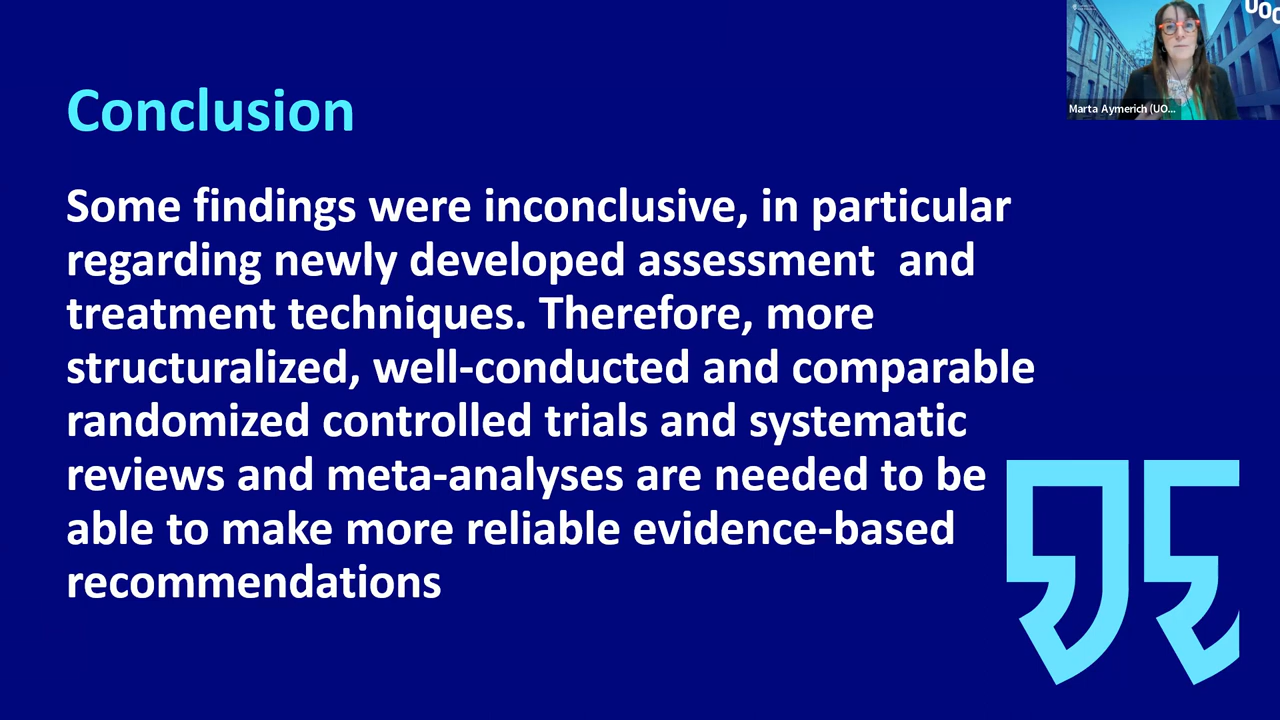 UOC
Marta Aymerich (UO...
Conclusion
Some findings were inconclusive, in particular
regarding newly developed assessment  and
treatment techniques. Therefore, more
structuralized, well-conducted and comparable
randomized controlled trials and systematic
reviews and meta-analyses are needed to be
able to make more reliable evidence-based
recommendations